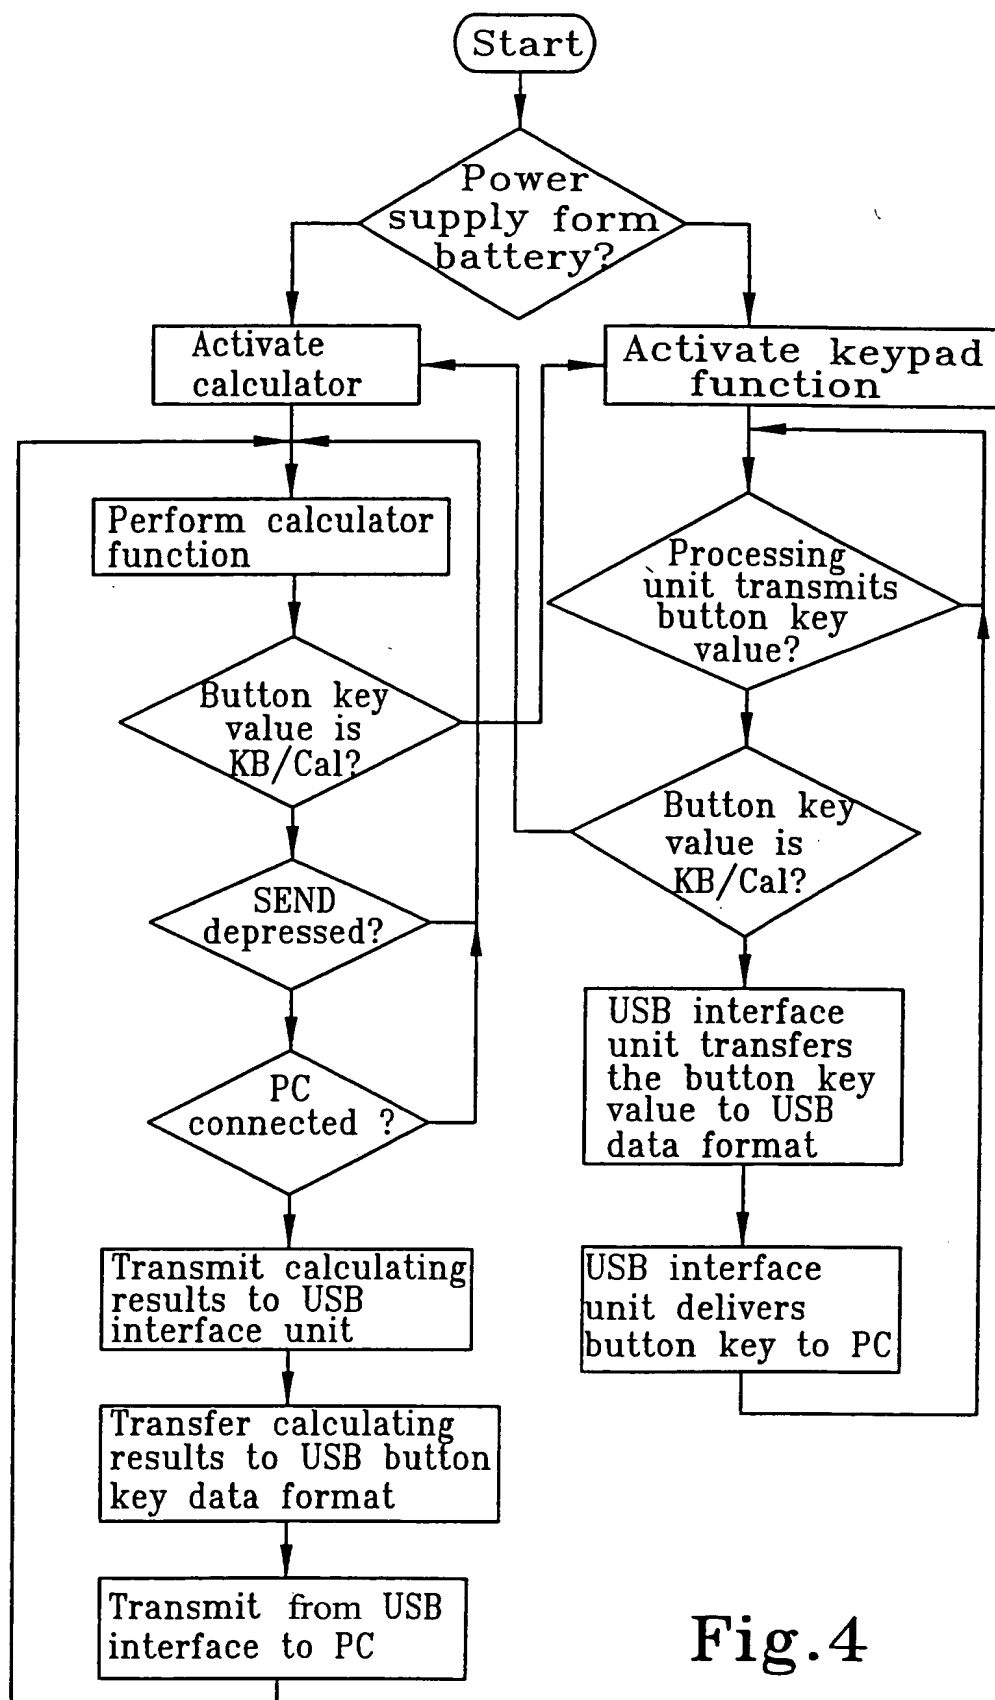 Start
Power
supply form
battery?
Activate
calculator
Perform calculator
function
Button key
value is
KB/Cal?
SEND
depressed?
PC
connected ?
Transmit calculating
results to USB
interface unit
Transfer calculating
results to USB button
key data format
Transmit from USB
interface to PC
Activate keypad
function
Processing
unit transmits
button key
value?
Button key
value is
KB/Cal?
USB interface
unit transfers
the button key
value to USB
data format
USB interface
unit delivers
button key to PC
Fig.4